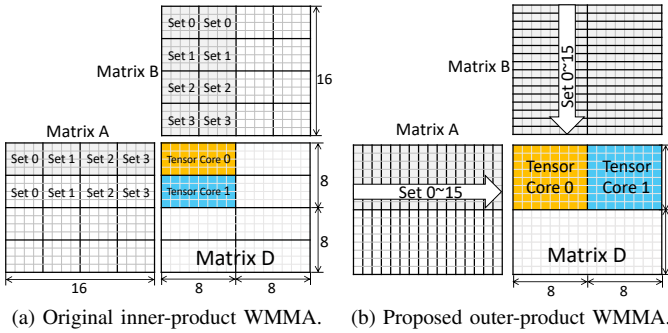 Set 0 Set 0
Set 1 Set 1
Set 2 Set 2
Set 3 Set 3
Matrix B
16
Matrix A
Set 0 Set 1 Set 2 Set 3
Set 0 Set 1 Set 2 Set 3
Tensor Core 0
Tensor Core 1
8
8
Matrix D
16
8
8
(a) Original inner-product WMMA.
Matrix B
Set 0~15
Matrix A
Set 0~15
Tensor
Core 0
Tensor
Core 1
Matrix D
8
8
(b) Proposed outer-product WMMA.